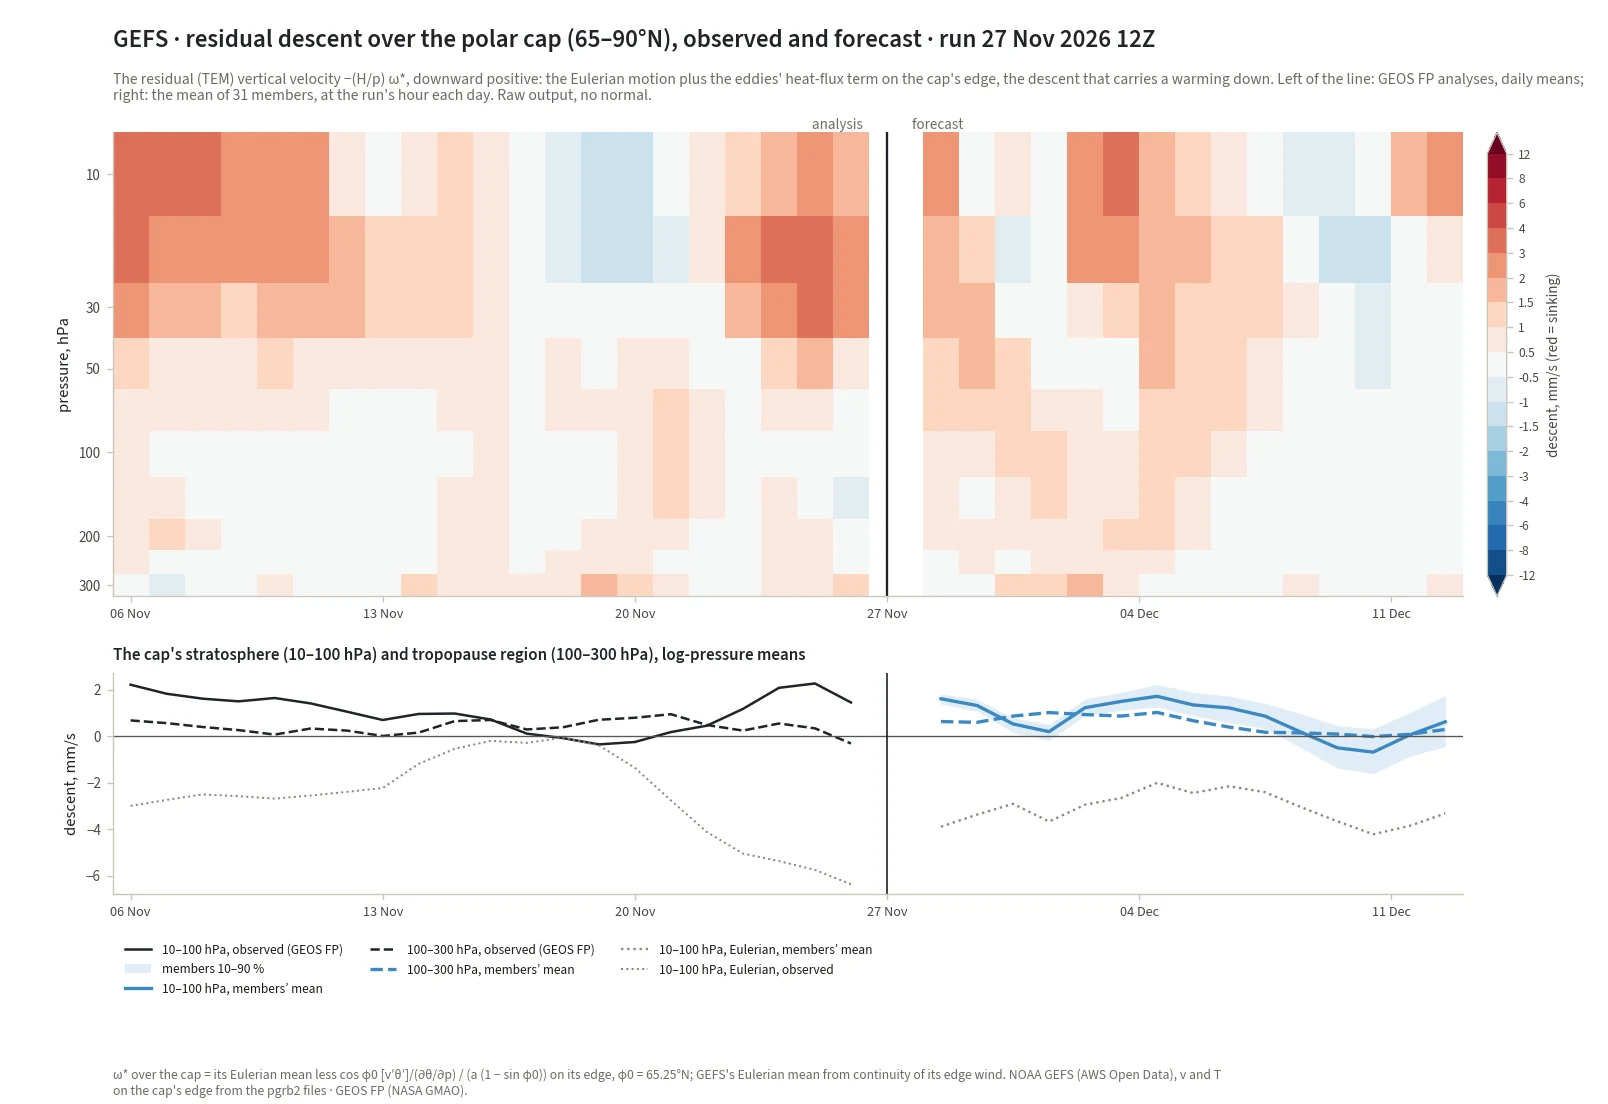 GEFS · residual descent over the polar cap (65–90°N), observed and forecast · run 27 Nov 2026 12Z
The residual (TEM) vertical velocity −(H/p) ω*, downward positive: the Eulerian motion plus the eddies' heat-flux term on the cap's edge, the descent that carries a warming down. Left of the line: GEOS FP analyses, daily means;
right: the mean of 31 members, at the run's hour each day. Raw output, no normal.
analysis
forecast
pressure, hPa
10
30
50
100
200
300
06 Nov
13 Nov
20 Nov
27 Nov
04 Dec
11 Dec
12
8
6
4
3
2
1.5
1
0.5
-0.5
-1
-1.5
-2
-3
-4
-6
-8
-12
descent, mm/s (red = sinking)
The cap's stratosphere (10–100 hPa) and tropopause region (100–300 hPa), log-pressure means
descent, mm/s
2
0
−2
−4
−6
06 Nov
13 Nov
20 Nov
27 Nov
04 Dec
11 Dec
10–100 hPa, observed (GEOS FP)
members 10–90 %
10–100 hPa, members’ mean
100–300 hPa, observed (GEOS FP)
100–300 hPa, members’ mean
10–100 hPa, Eulerian, members’ mean
10–100 hPa, Eulerian, observed
ω* over the cap = its Eulerian mean less cos φ0 [v'θ']/(∂θ/∂p) / (a (1 − sin φ0)) on its edge, φ0 = 65.25°N; GEFS's Eulerian mean from continuity of its edge wind. NOAA GEFS (AWS Open Data), v and T
on the cap's edge from the pgrb2 files · GEOS FP (NASA GMAO).